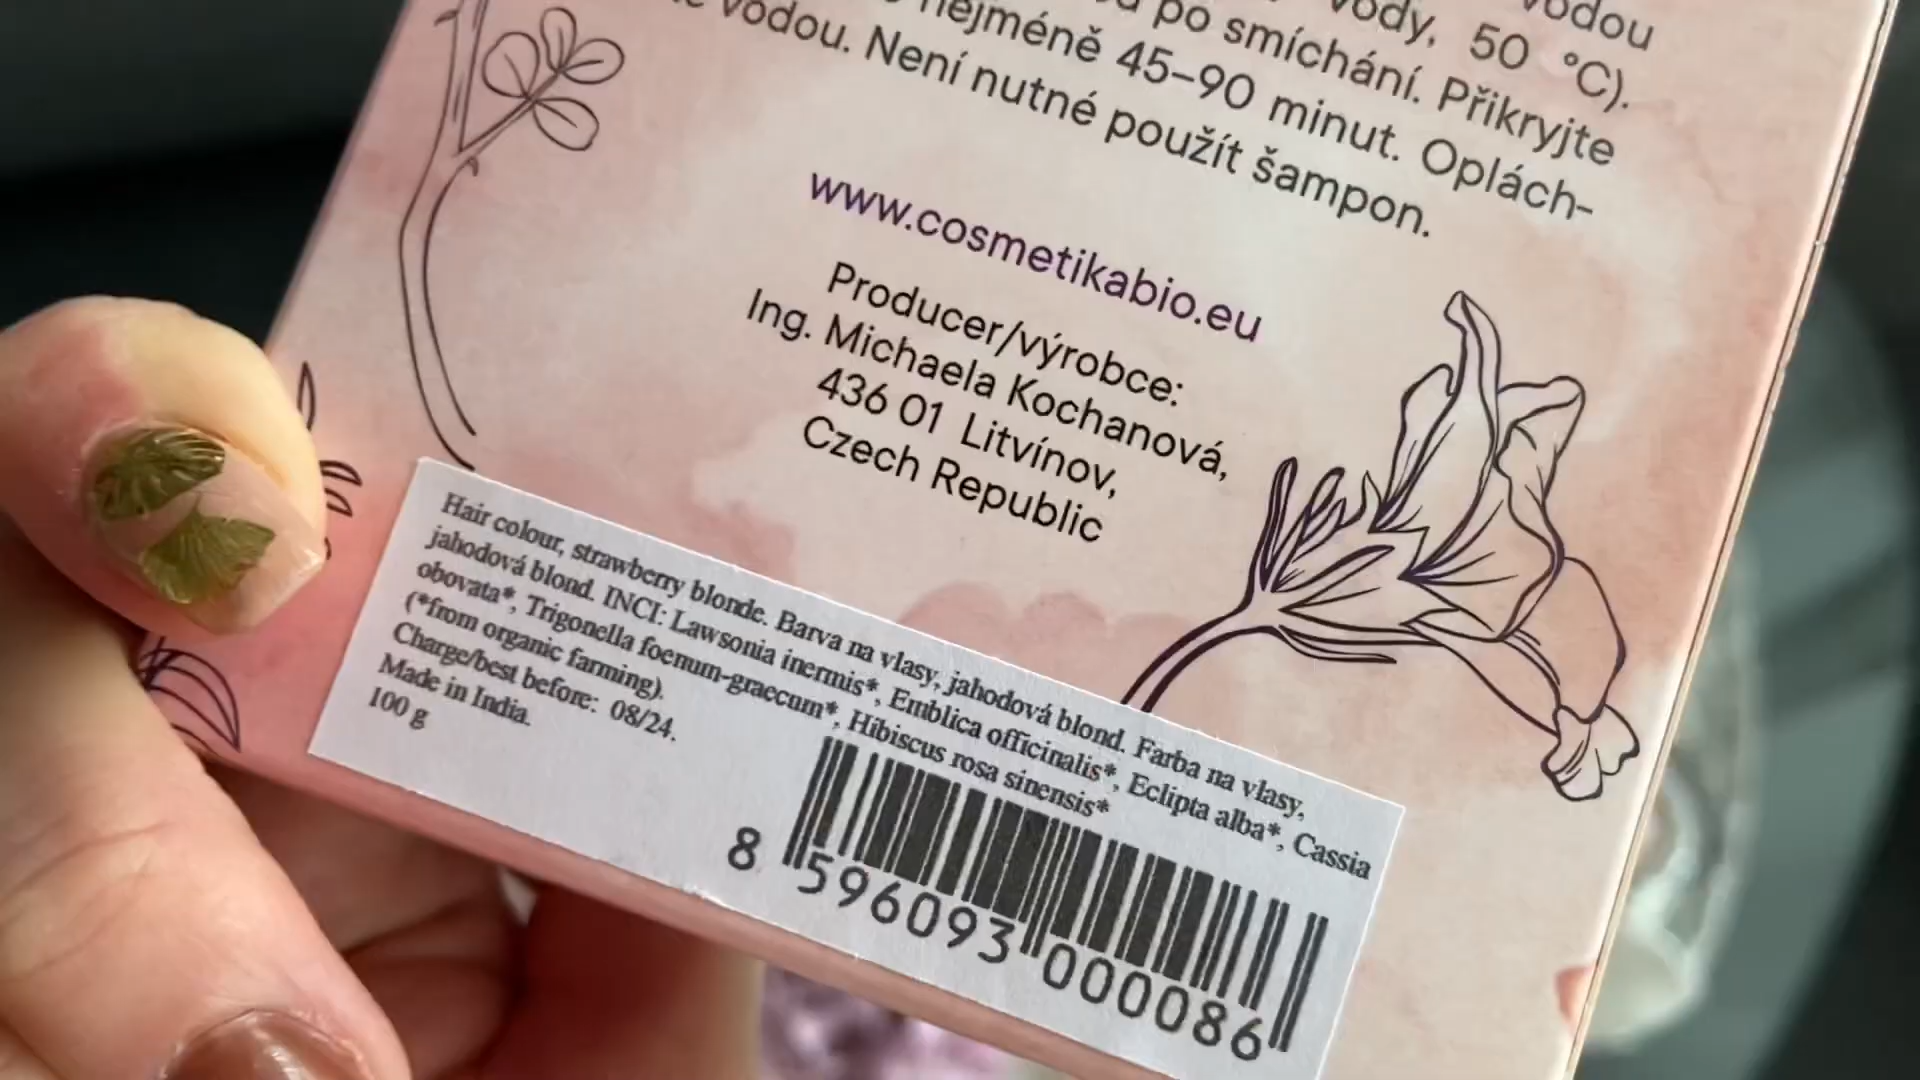 vodou
vody, 50 °C).
po smíchání. Přikryjte
nejméně 45–90 minut. Oplách-
vodou. Není nutné použít šampon.
www.cosmetikabio.eu
Producer/výrobce:
Ing. Michaela Kochanová,
436 01 Litvínov,
Czech Republic
Hair colour, strawberry blonde. Barva na vlasy, jahodová blond. Farba na vlasy,
jahodová blond. INCI: Lawsonia inermis*, Emblica officinalis*, Eclipta alba*, Cassia
obovata*, Trigonella foenum-graecum*, Hibiscus rosa sinensis*
(*from organic farming).
Charge/best before: 08/24.
Made in India.
100 g
8 596093 000086